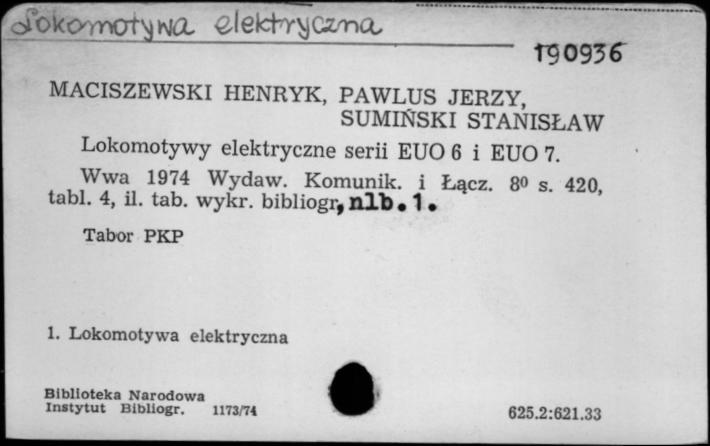 Lokomotywa elektryczna
190936
MACISZEWSKI HENRYK, PAWLUS JERZY,
SUMIŃSKI STANISŁAW
Lokomotywy elektryczne serii EUO 6 i EUO 7.
Wwa 1974 Wydaw. Komunik. i Łącz. 8⁰ s. 420,
tabl. 4, il. tab. wykr. bibliogr, nlb.1.
Tabor PKP
1. Lokomotywa elektryczna
Biblioteka Narodowa
Instytut Bibliogr. 1173/74
625.2:621.33